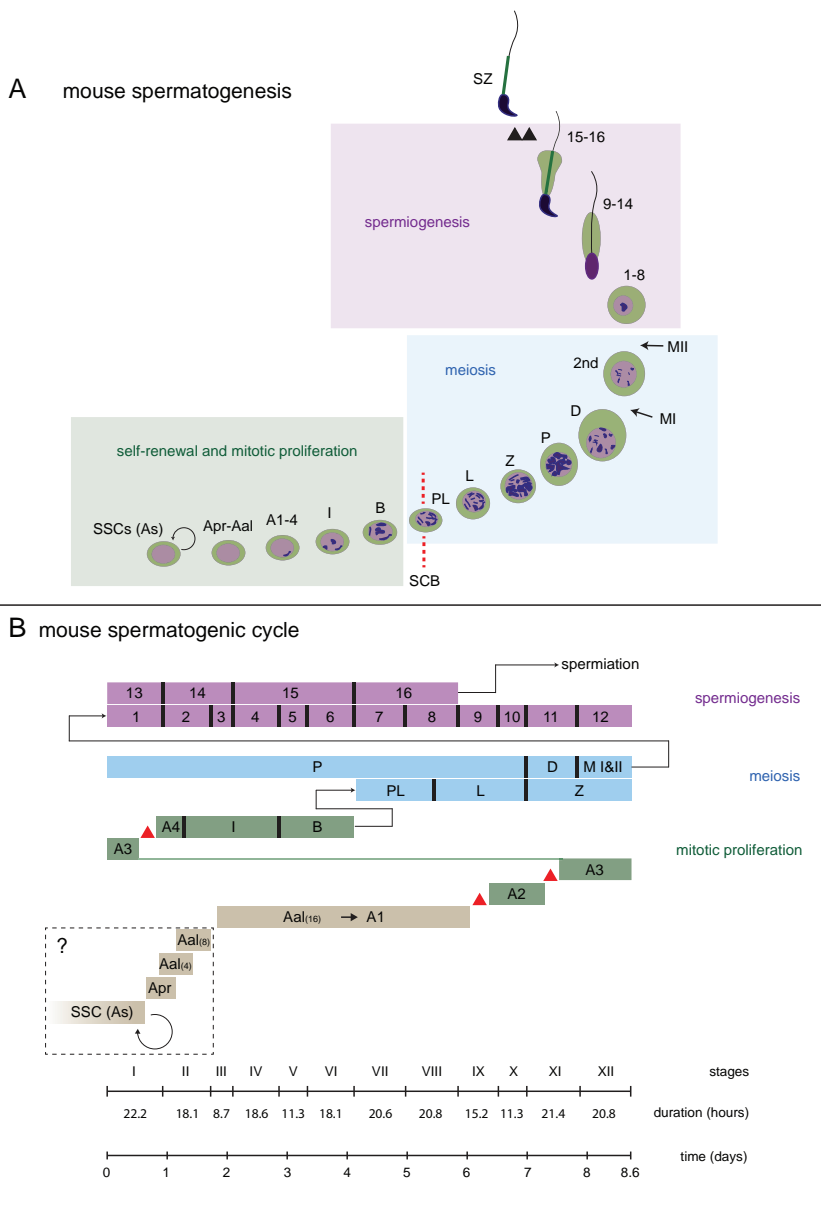 A mouse spermatogenesis
SZ
15-16
9-14
spermiogenesis
1-8
MII
2nd
meiosis
D
MI
P
self-renewal and mitotic proliferation
Z
L
PL
B
I
A1-4
Apr-Aal
SSCs (As)
SCB
B mouse spermatogenic cycle
spermiation
13 14 15 16
spermiogenesis
1 2 3 4 5 6 7 8 9 10 11 12
P D M I&II
meiosis
PL L Z
A4 I B
A3
mitotic proliferation
A3
A2
Aal(16) A1
?
Aal(8)
Aal(4)
Apr
SSC (As)
I II III IV V VI VII VIII IX X XI XII stages
22.2 18.1 8.7 18.6 11.3 18.1 20.6 20.8 15.2 11.3 21.4 20.8 duration (hours)
time (days)
0 1 2 3 4 5 6 7 8 8.6